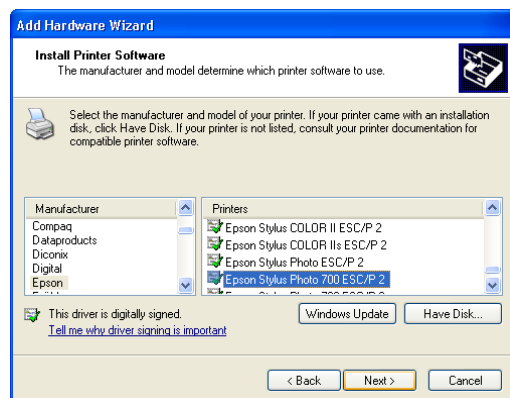 Add Hardware Wizard
Install Printer Software
The manufacturer and model determine which printer software to use.
Select the manufacturer and model of your printer. If your printer came with an installation
disk, click Have Disk. If your printer is not listed, consult your printer documentation for
compatible printer software.
Manufacturer
Compaq
Dataproducts
Diconix
Digital
Epson
Printers
Epson Stylus COLOR II ESC/P 2
Epson Stylus COLOR IIs ESC/P 2
Epson Stylus Photo ESC/P 2
Epson Stylus Photo 700 ESC/P 2
This driver is digitally signed.
Tell me why driver signing is important
Windows Update
Have Disk...
< Back
Next >
Cancel